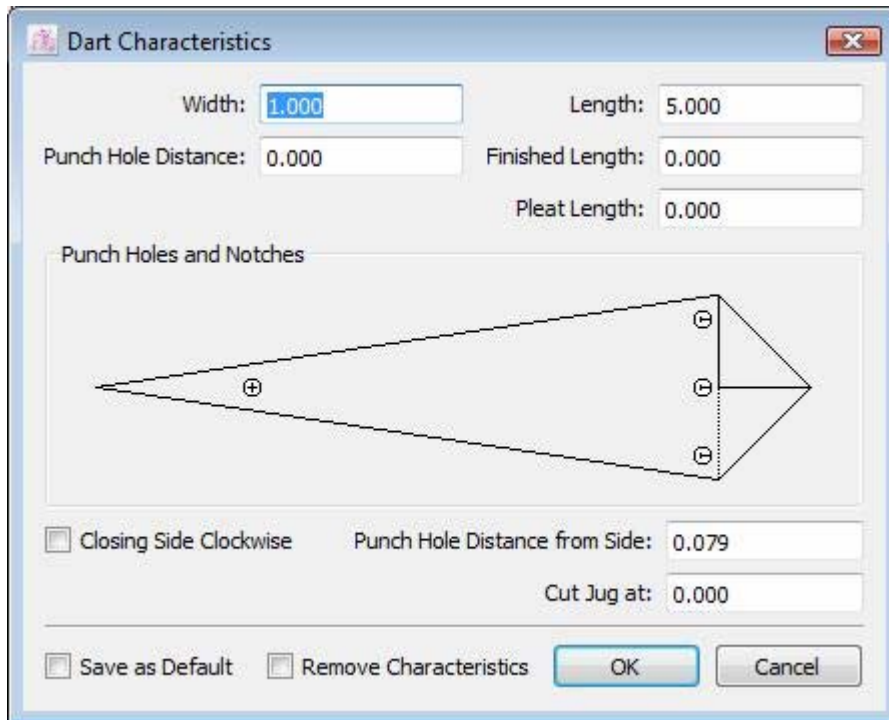 Dart Characteristics
Width: 1.000 Length: 5.000
Punch Hole Distance: 0.000 Finished Length: 0.000
Pleat Length: 0.000
Punch Holes and Notches
Closing Side Clockwise Punch Hole Distance from Side: 0.079
Cut Jug at: 0.000
Save as Default Remove Characteristics OK Cancel